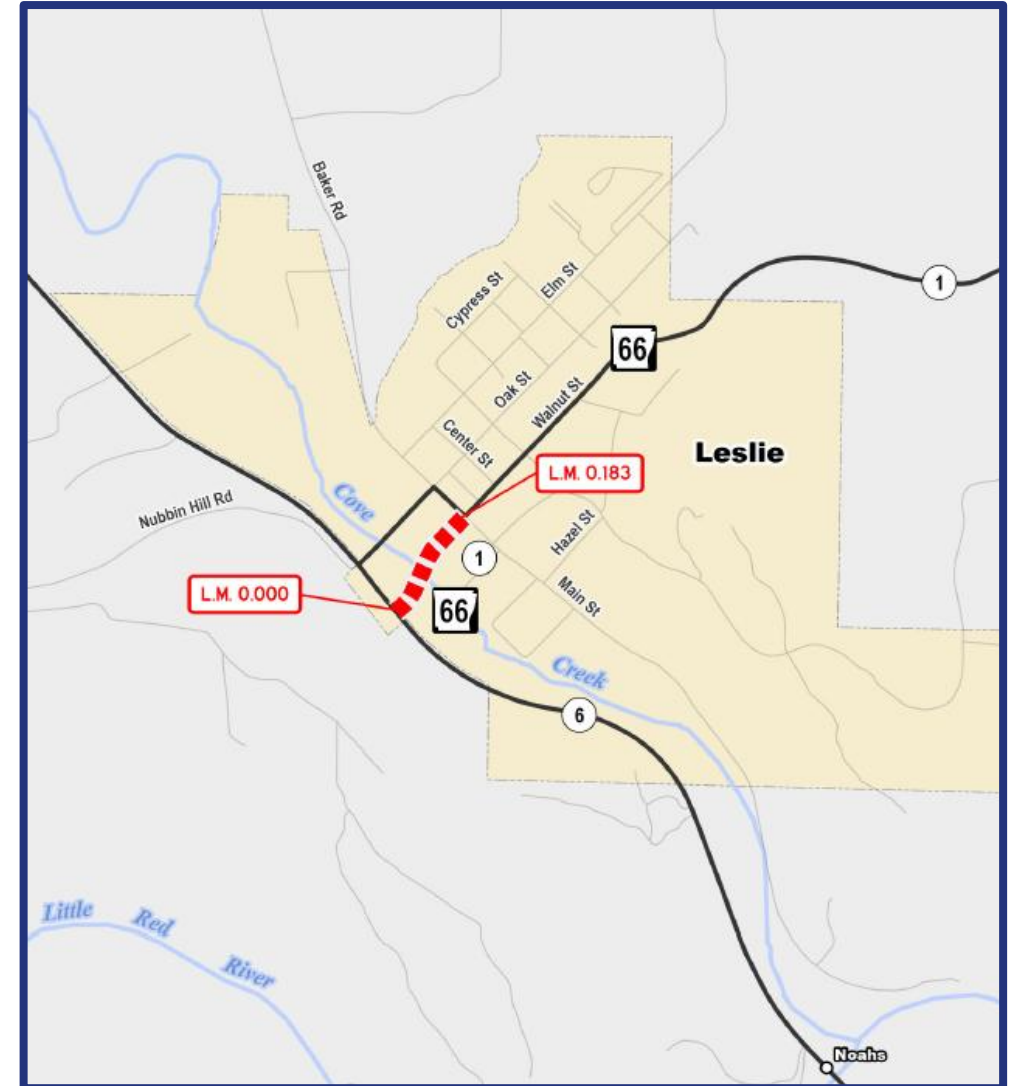 Baker Rd
Cypress St
Elm St
1
66
Oak St
Walnut St
Center St
Leslie
L.M. 0.183
Cove
Nubbin Hill Rd
Hazel St
1
L.M. 0.000
66
Main St
Creek
6
Little Red River
Noahs